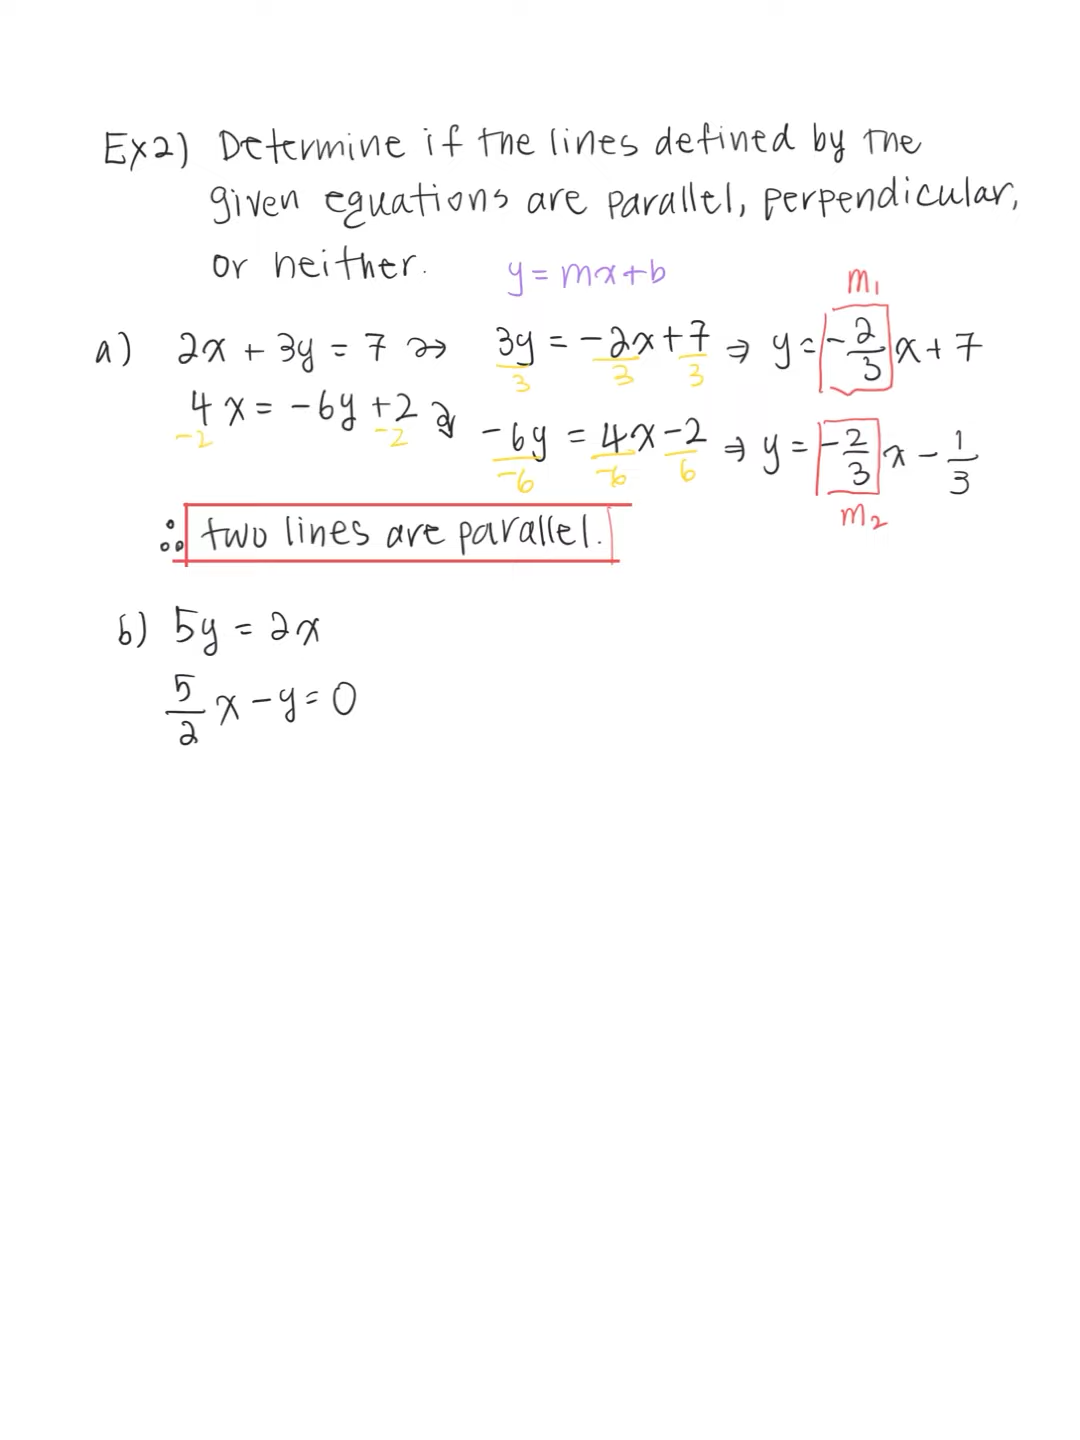 Ex2) Determine if the lines defined by the
given equations are parallel, perpendicular,
or neither. y = mx+b
m₁
a) 2x + 3y = 7 ⇝ 3y/3 = -2x/3 + 7/3 ⇒ y = -2/3 x + 7
4x = -6y + 2 ⇝ -6y/-6 = 4x/-6 - 2/6 ⇒ y = -2/3 x - 1/3
-2 -2
m₂
∴ two lines are parallel.
b) 5y = 2x
5/2 x - y = 0